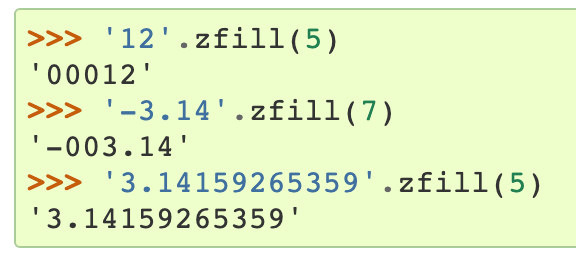 >>> '12'.zfill(5)
'00012'
>>> '-3.14'.zfill(7)
'-003.14'
>>> '3.14159265359'.zfill(5)
'3.14159265359'